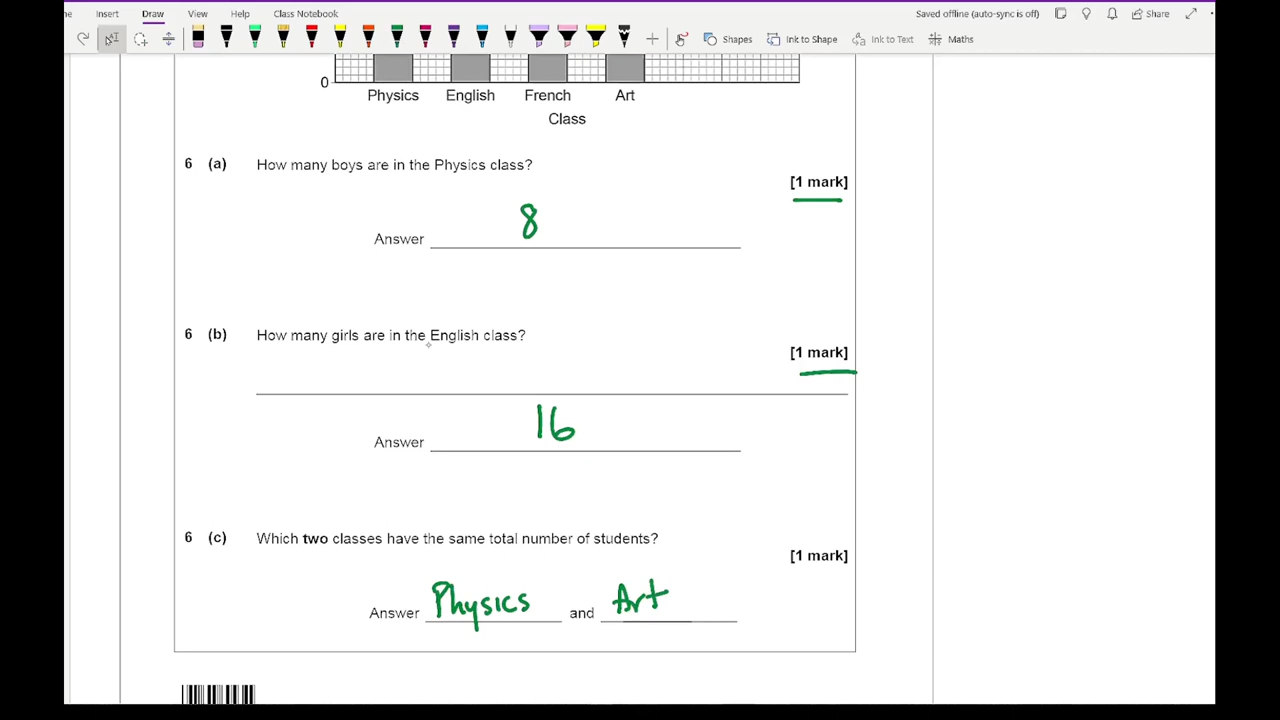 me Insert Draw View Help Class Notebook Saved offline (auto-sync is off) Share
Shapes Ink to Shape Ink to Text Maths
0
Physics English French Art
Class
6 (a) How many boys are in the Physics class?
[1 mark]
8
Answer
6 (b) How many girls are in the English class?
[1 mark]
16
Answer
6 (c) Which two classes have the same total number of students?
[1 mark]
Answer Physics and Art